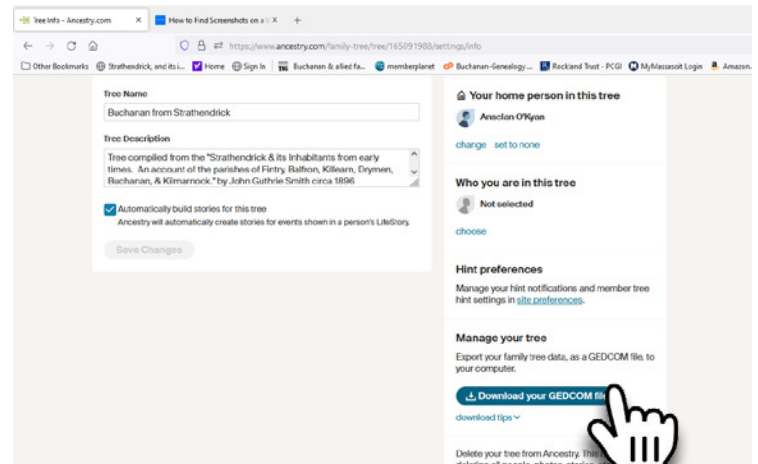 Tree Info - Ancestry.com
How to Find Screenshots on a
https://www.ancestry.com/family-tree/tree/165091988/settings/info
Other Bookmarks Strathendrick, and its i... Home Sign In Buchanan & allied fa... memberplanet Buchanan-Genealogy... Rockland Trust - PCGI MyMassasoit Login Amazon.
Tree Name
Buchanan from Strathendrick
Tree Description
Tree compiled from the "Strathendrick & its Inhabitants from early
times. An account of the parishes of Fintry, Balfron, Killearn, Drymen,
Buchanan, & Kilmarnock." by John Guthrie Smith circa 1896
Automatically build stories for this tree
Ancestry will automatically create stories for events shown in a person's LifeStory.
Save Changes
Your home person in this tree
Anselan O'Kyan
change set to none
Who you are in this tree
Not selected
choose
Hint preferences
Manage your hint notifications and member tree
hint settings in site preferences.
Manage your tree
Export your family tree data, as a GEDCOM file, to
your computer.
Download your GEDCOM
download tips
Delete your tree from Ancestry. This